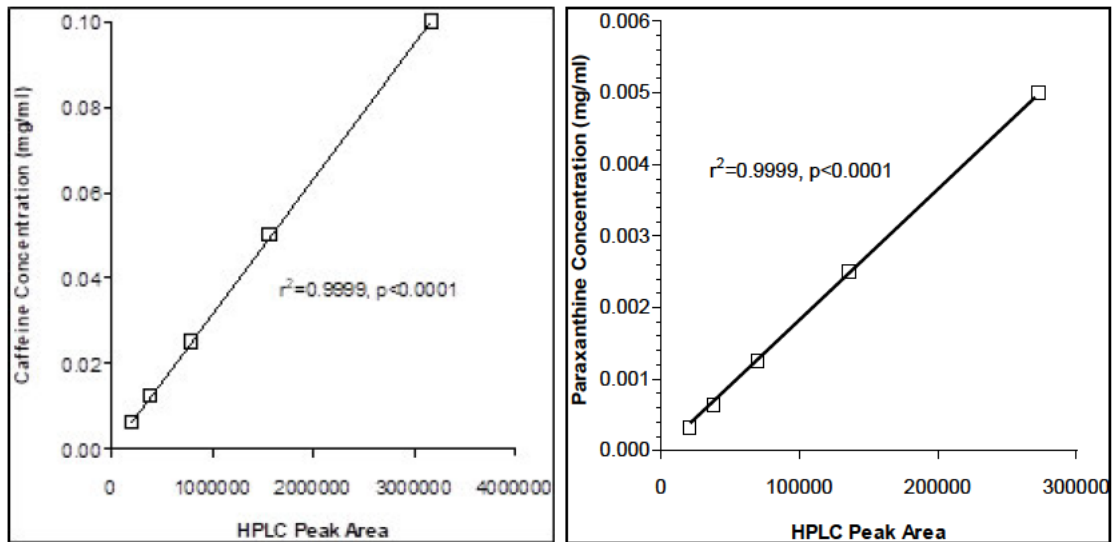 Caffeine Concentration (mg/ml)
0.10
0.08
0.06
0.04
0.02
0.00
r²=0.9999, p<0.0001
0 1000000 2000000 3000000 4000000
HPLC Peak Area
Paraxanthine Concentration (mg/ml)
0.006
0.005
0.004
0.003
0.002
0.001
0.000
r²=0.9999, p<0.0001
0 100000 200000 300000
HPLC Peak Area